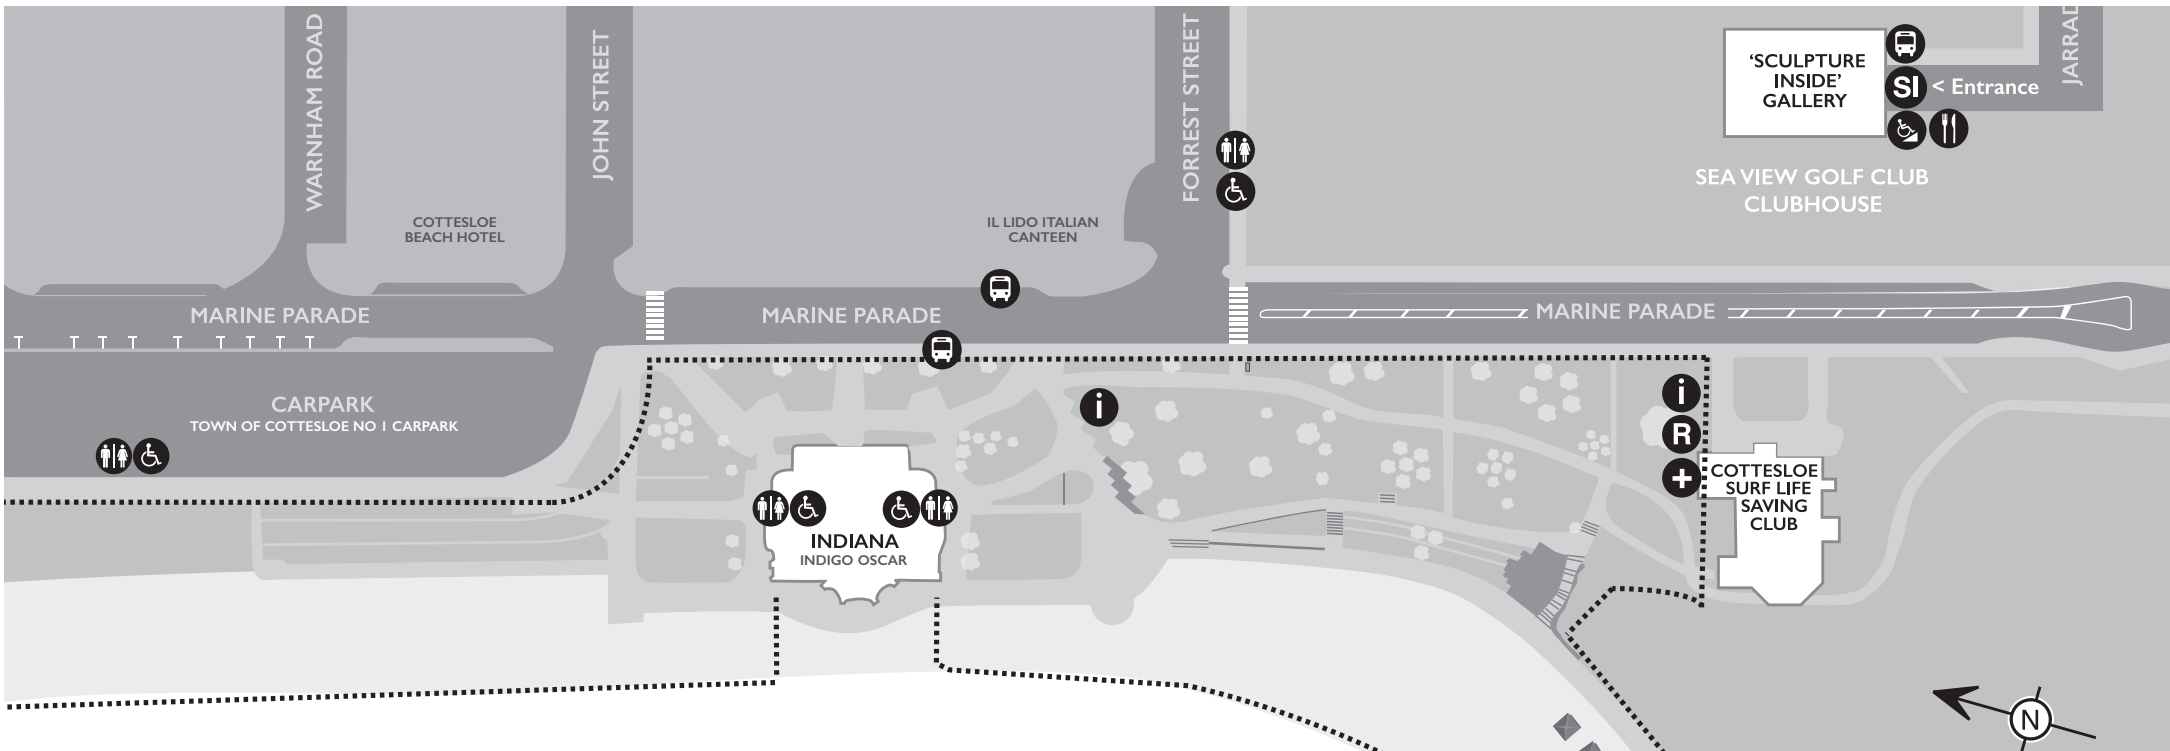 WARNHAM ROAD
JOHN STREET
FORREST STREET
JARRAD
'SCULPTURE
INSIDE'
GALLERY
SI
< Entrance
SEA VIEW GOLF CLUB
CLUBHOUSE
COTTESLOE
BEACH HOTEL
IL LIDO ITALIAN
CANTEEN
MARINE PARADE
MARINE PARADE
MARINE PARADE
CARPARK
TOWN OF COTTESLOE NO 1 CARPARK
i
i
R
COTTESLOE
SURF LIFE
SAVING
CLUB
INDIANA
INDIGO OSCAR
N